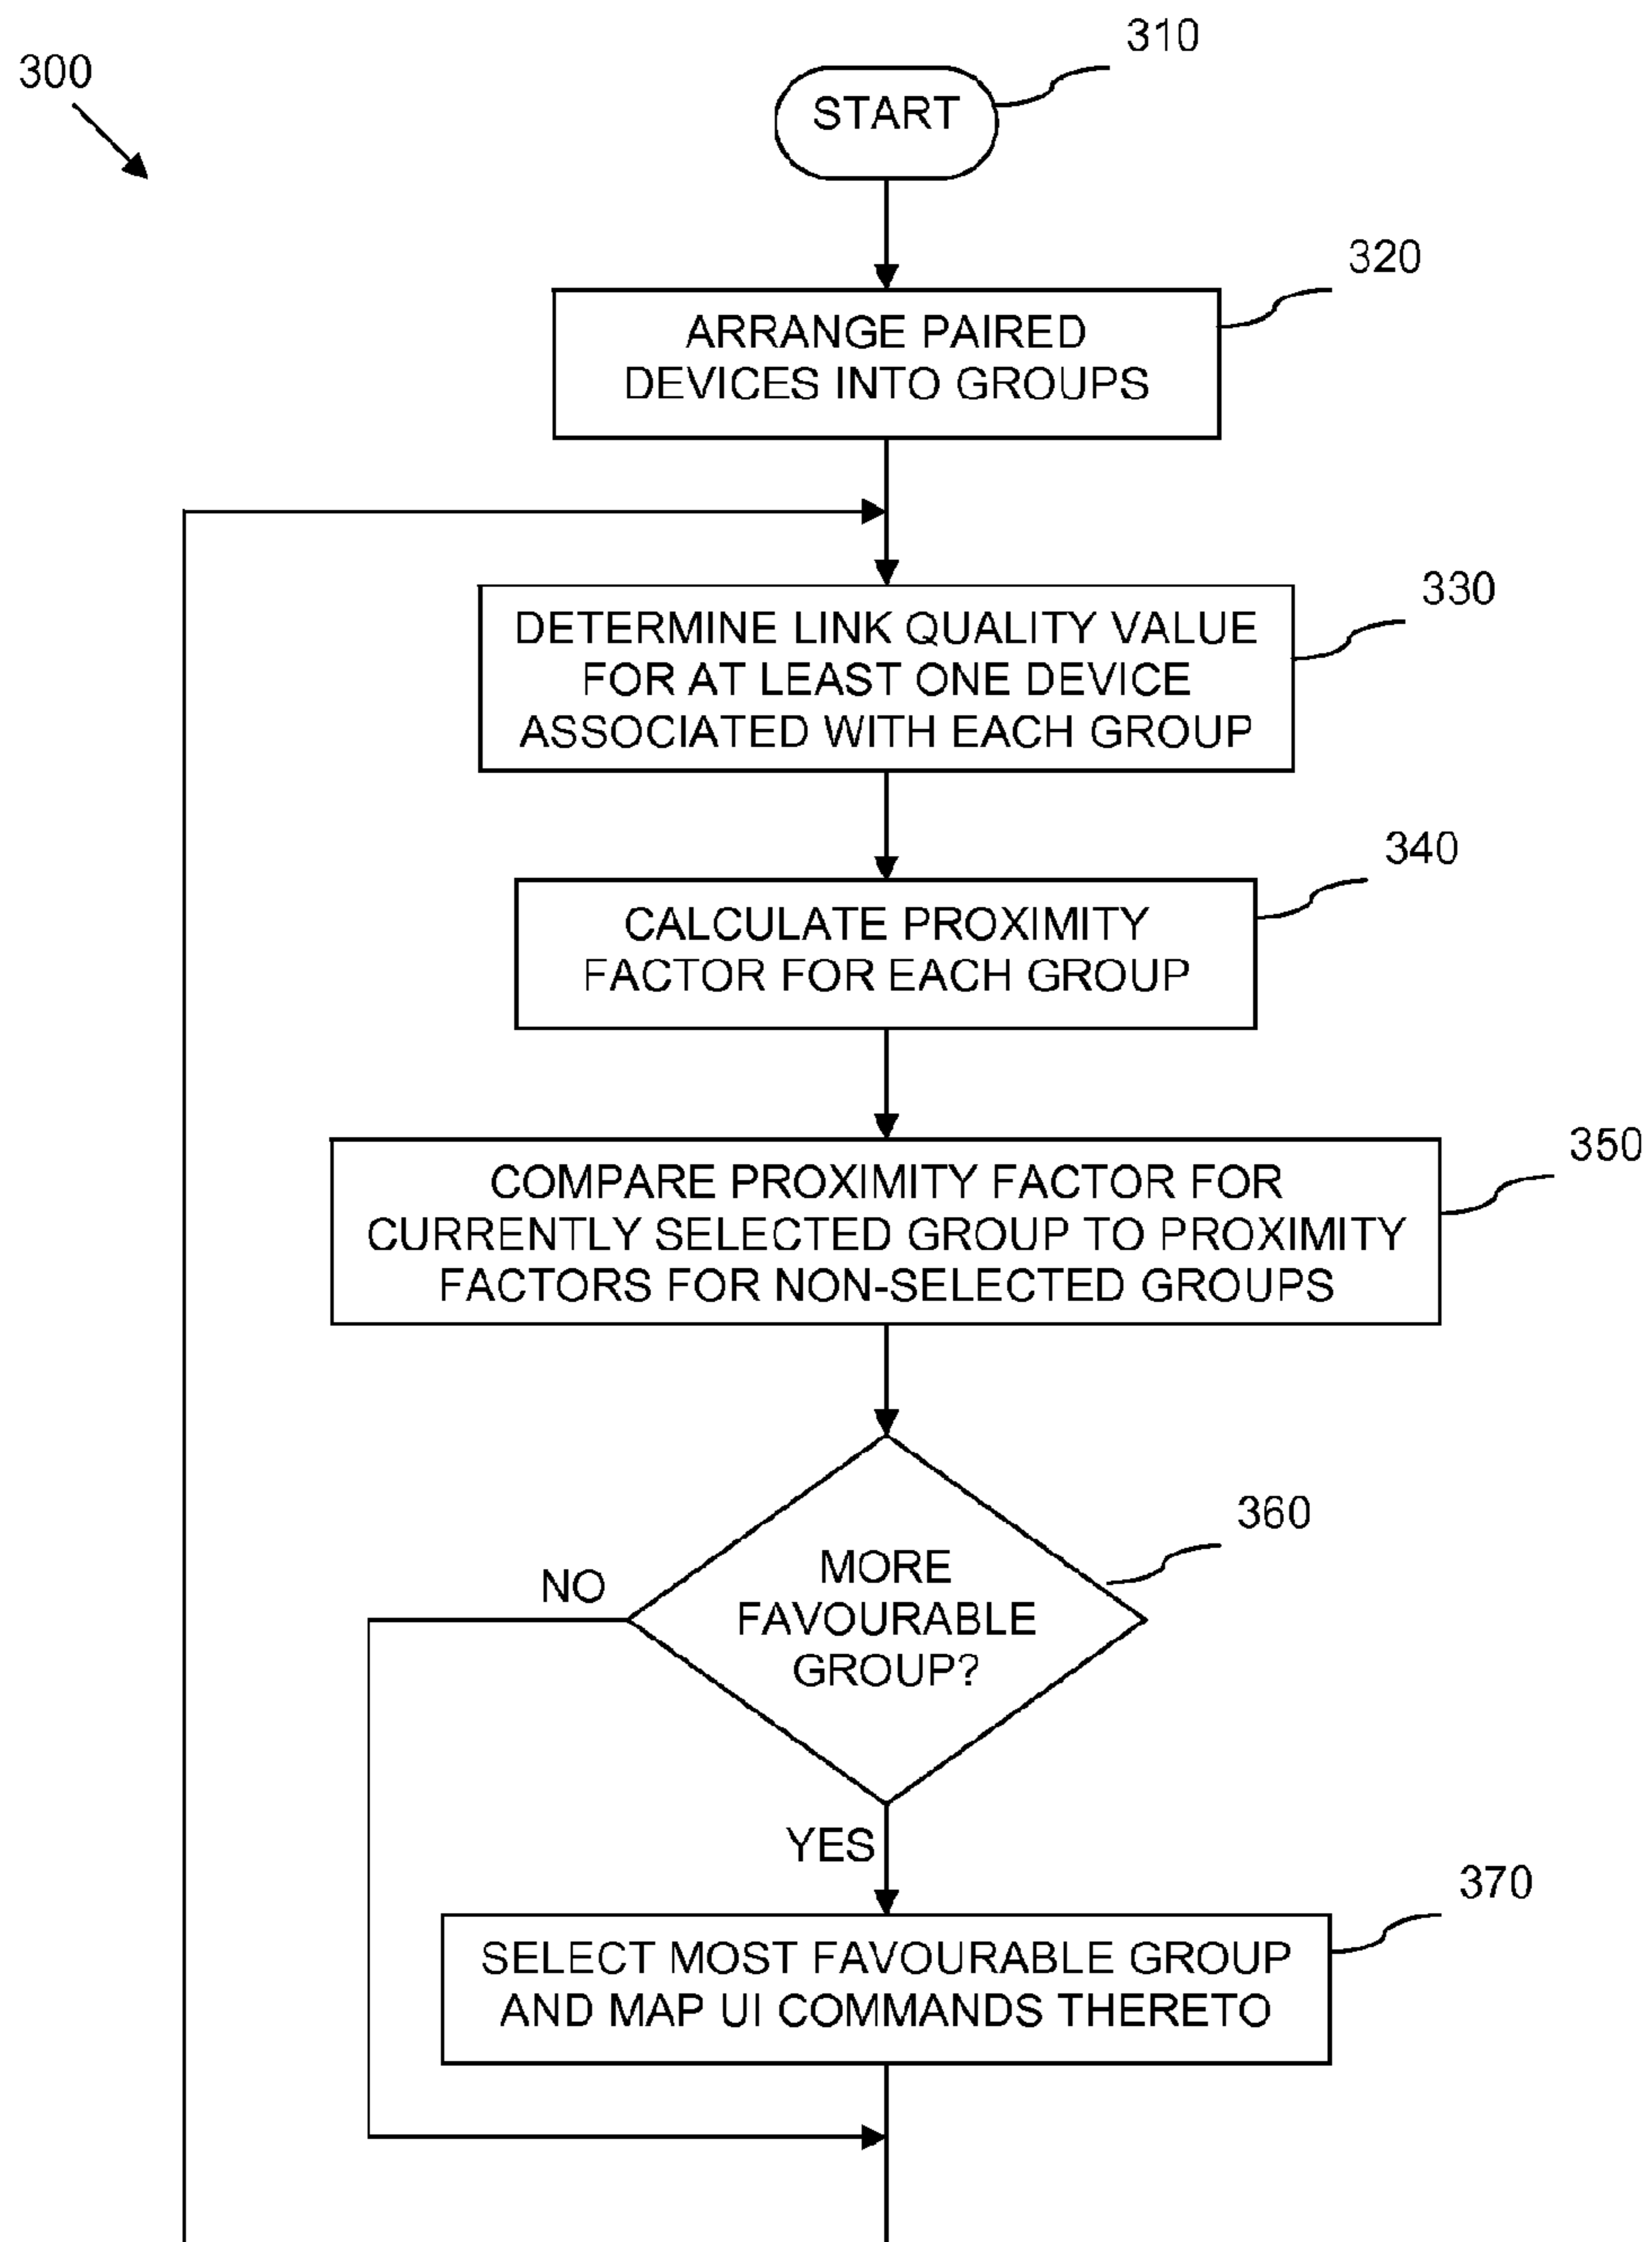 300
310
START
320
ARRANGE PAIRED
DEVICES INTO GROUPS
330
DETERMINE LINK QUALITY VALUE
FOR AT LEAST ONE DEVICE
ASSOCIATED WITH EACH GROUP
340
CALCULATE PROXIMITY
FACTOR FOR EACH GROUP
350
COMPARE PROXIMITY FACTOR FOR
CURRENTLY SELECTED GROUP TO PROXIMITY
FACTORS FOR NON-SELECTED GROUPS
360
MORE
FAVOURABLE
GROUP?
NO
YES
370
SELECT MOST FAVOURABLE GROUP
AND MAP UI COMMANDS THERETO